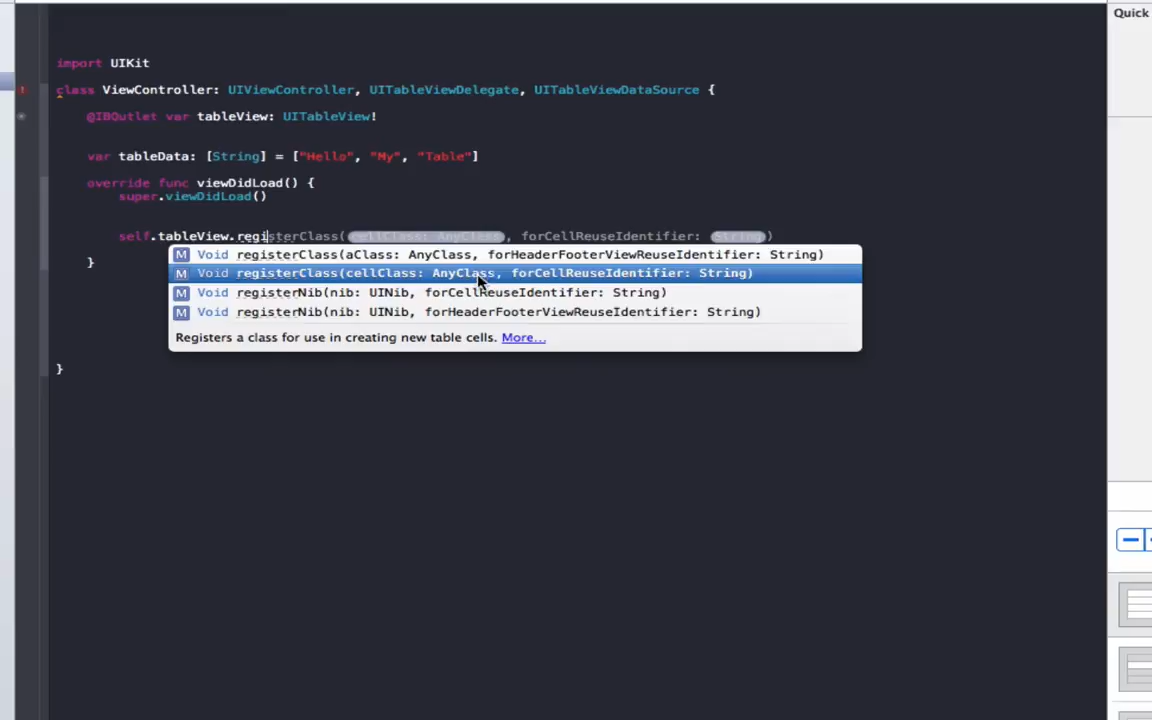 Quick
import UIKit
class ViewController: UIViewController, UITableViewDelegate, UITableViewDataSource {
@IBOutlet var tableView: UITableView!
var tableData: [String] = ["Hello", "My", "Table"]
override func viewDidLoad() {
super.viewDidLoad()
self.tableView.registerClass(cellClass: AnyClass, forCellReuseIdentifier: String)
M Void registerClass(aClass: AnyClass, forHeaderFooterViewReuseIdentifier: String)
M Void registerClass(cellClass: AnyClass, forCellReuseIdentifier: String)
M Void registerNib(nib: UINib, forCellReuseIdentifier: String)
M Void registerNib(nib: UINib, forHeaderFooterViewReuseIdentifier: String)
Registers a class for use in creating new table cells. More...
}
}